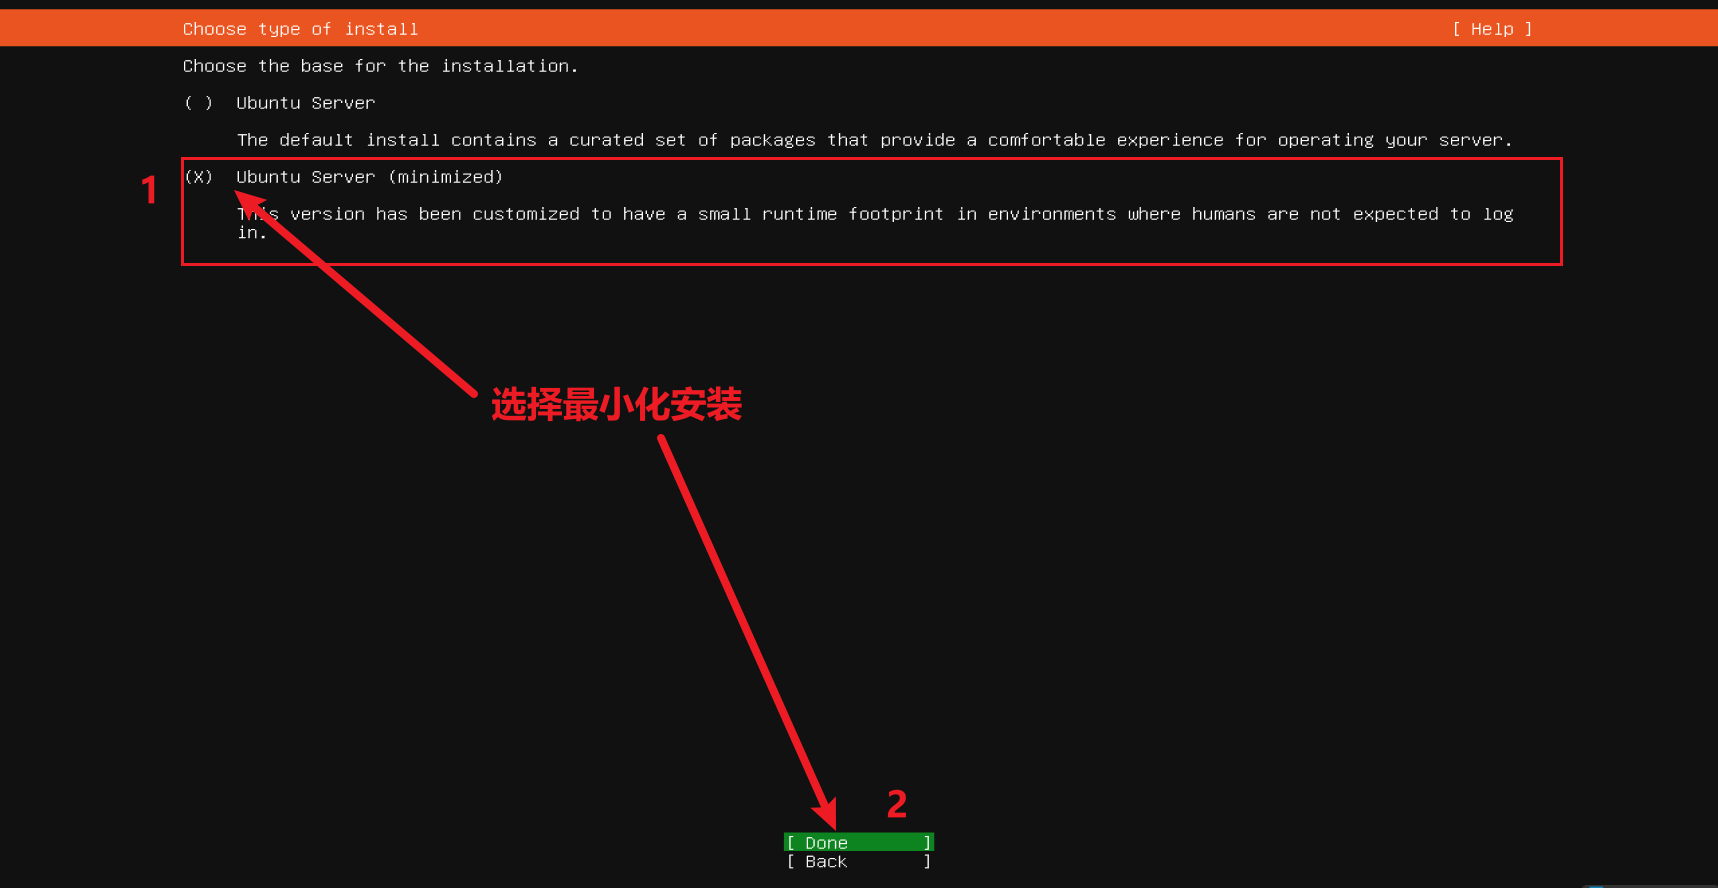 Choose type of install [ Help ]
Choose the base for the installation.
( ) Ubuntu Server
The default install contains a curated set of packages that provide a comfortable experience for operating your server.
1
(X) Ubuntu Server (minimized)
This version has been customized to have a small runtime footprint in environments where humans are not expected to log
in.
选择最小化安装
2
[ Done ]
[ Back ]